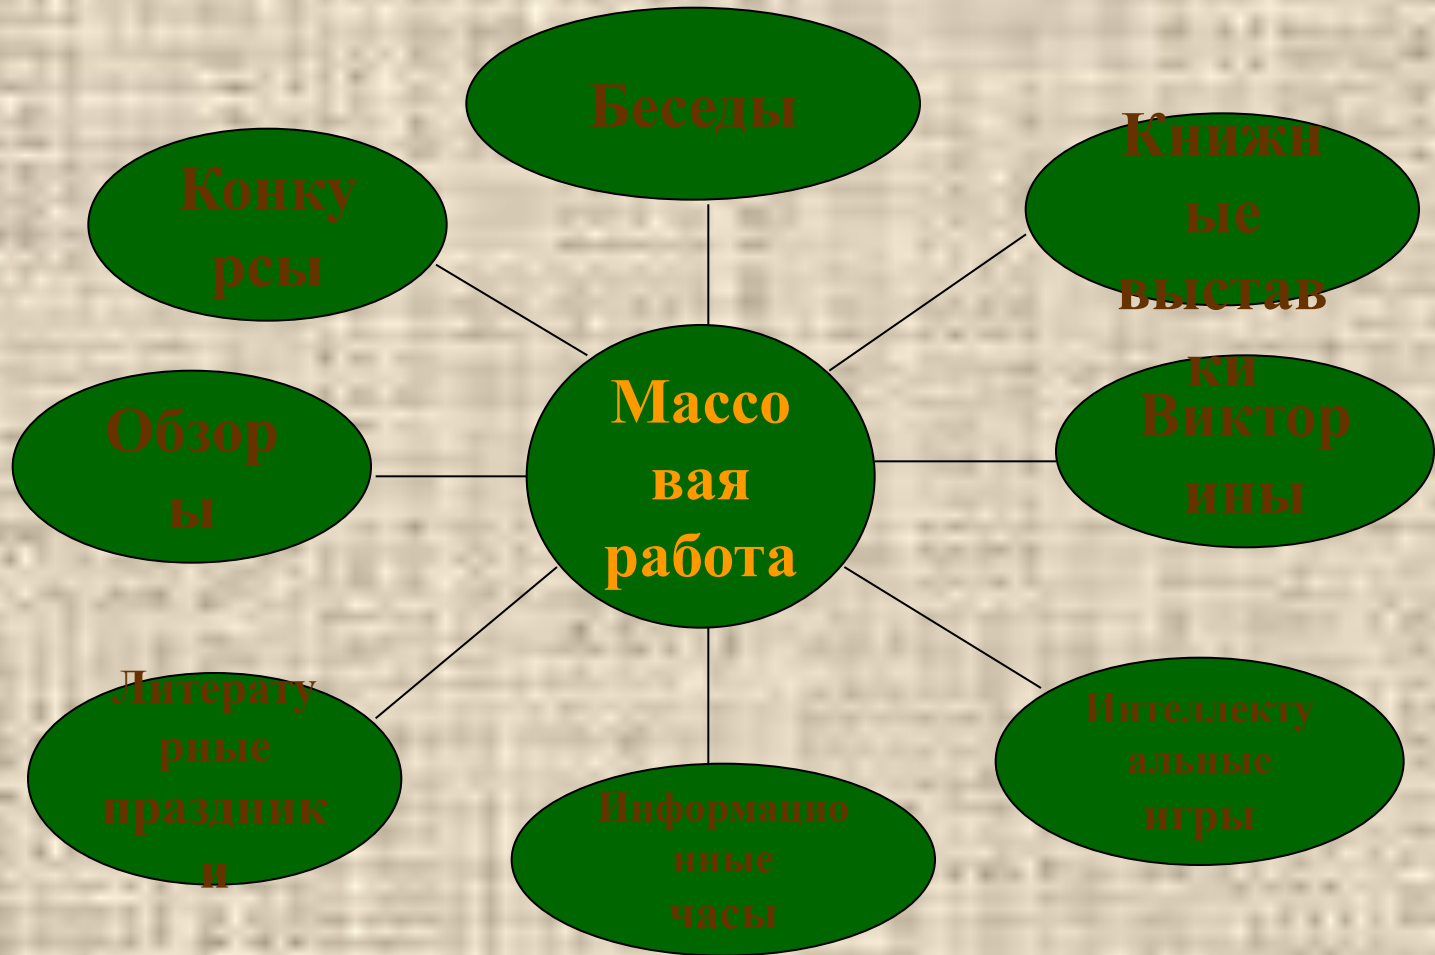 Беседы
Книжн
ые
выстав
ки
Конку
рсы
Массо
вая
работа
Обзор
ы
Виктор
ины
Литерату
рные
праздник
и
Интеллекту
альные
игры
Информацио
нные
часы